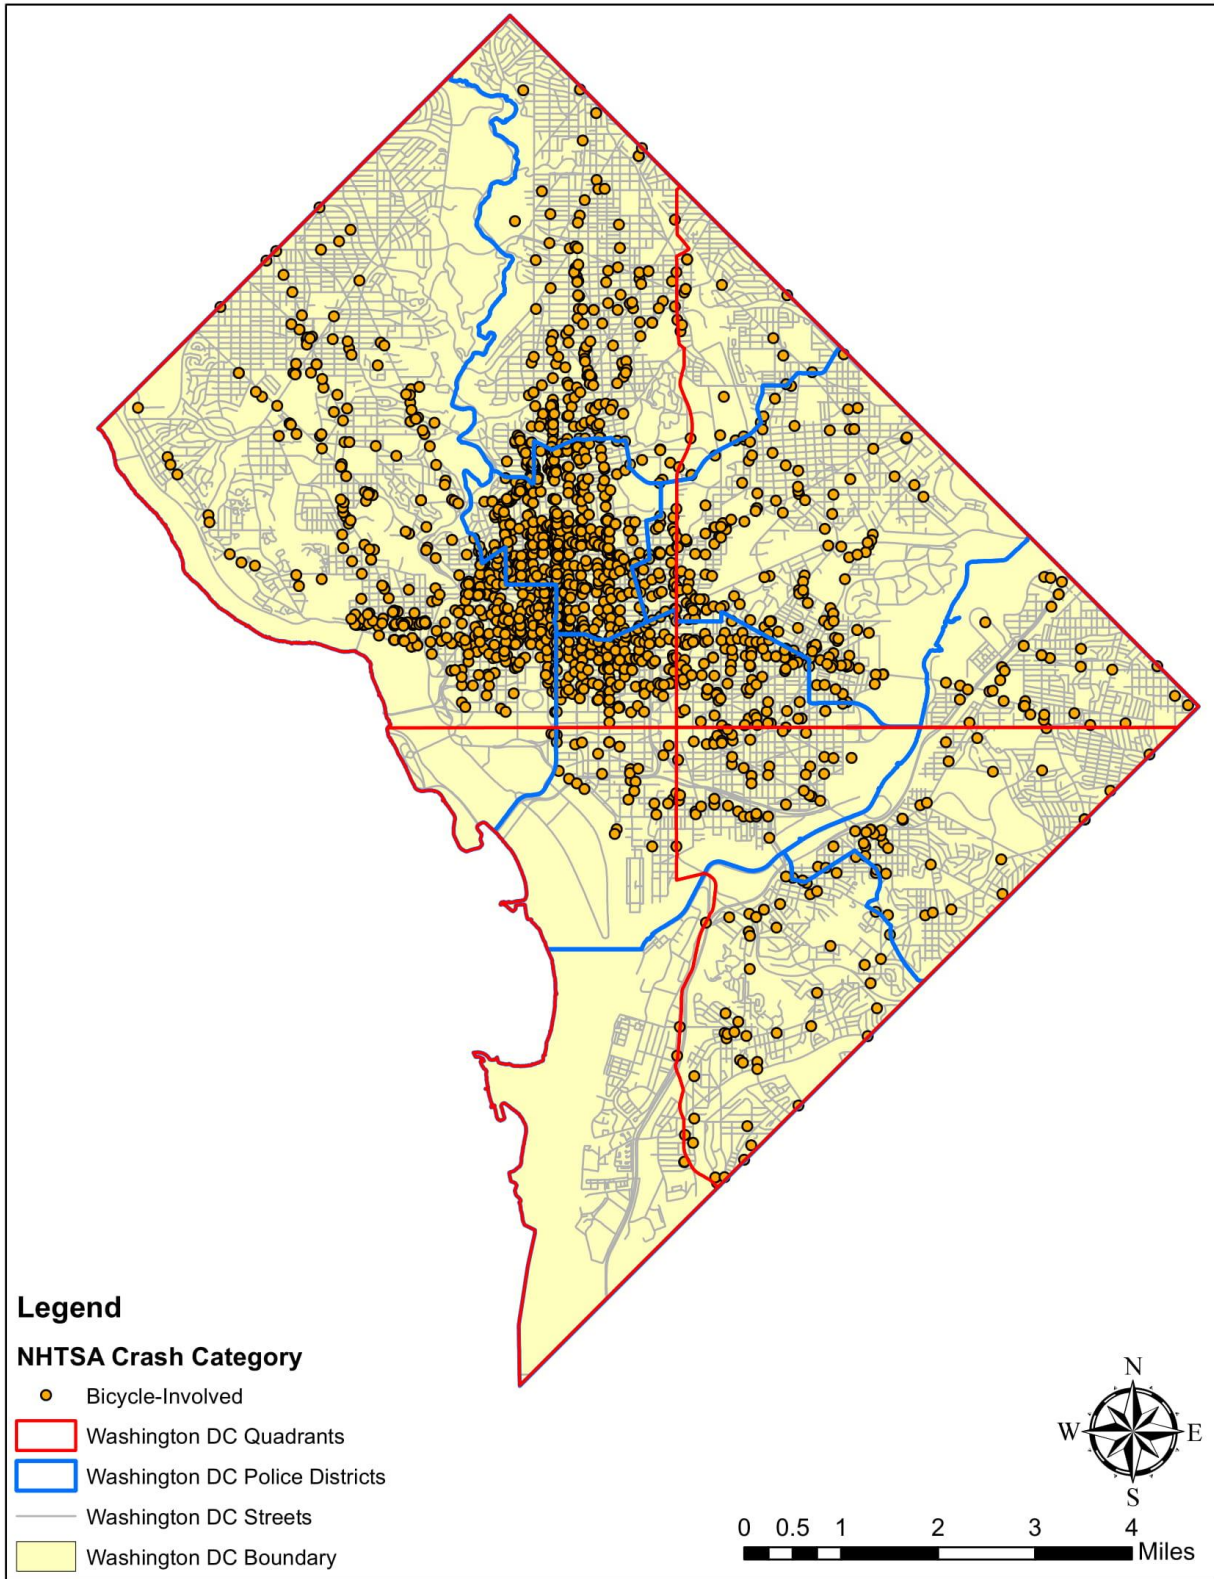 Legend
NHTSA Crash Category
Bicycle-Involved
Washington DC Quadrants
Washington DC Police Districts
Washington DC Streets
Washington DC Boundary
N
W E
S
0 0.5 1 2 3 4
Miles